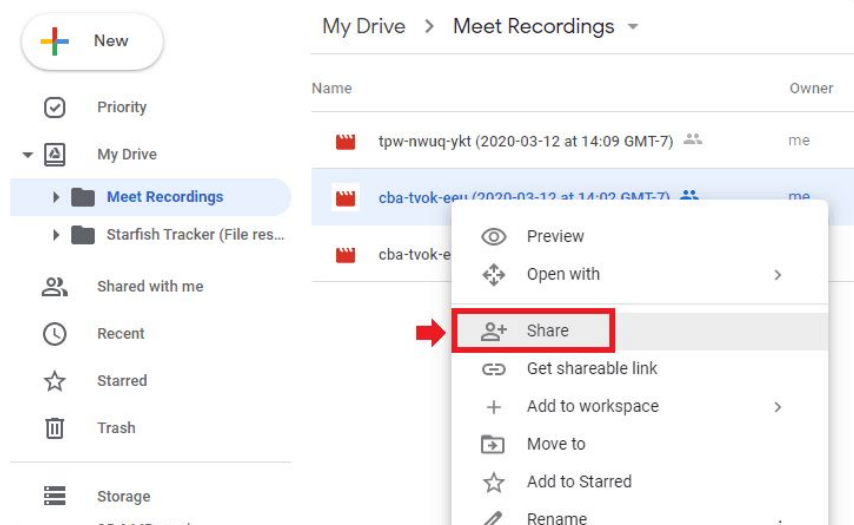 New
Priority
My Drive
Meet Recordings
Starfish Tracker (File res...
Shared with me
Recent
Starred
Trash
Storage
My Drive > Meet Recordings
Name Owner
tpw-nwuq-ykt (2020-03-12 at 14:09 GMT-7) me
cba-tvok-eeu (2020-03-12 at 14:02 GMT-7) me
cba-tvok-e
Preview
Open with
Share
Get shareable link
Add to workspace
Move to
Add to Starred
Rename